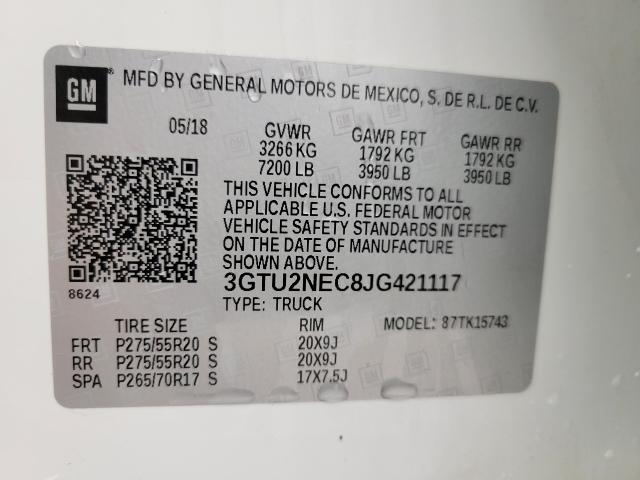 GM MFD BY GENERAL MOTORS DE MEXICO, S. DE R.L. DE C.V.
05/18 GVWR GAWR FRT GAWR RR
3266 KG 1792 KG 1792 KG
7200 LB 3950 LB 3950 LB
THIS VEHICLE CONFORMS TO ALL
APPLICABLE U.S. FEDERAL MOTOR
VEHICLE SAFETY STANDARDS IN EFFECT
ON THE DATE OF MANUFACTURE
SHOWN ABOVE.
8624
3GTU2NEC8JG421117
TYPE: TRUCK
TIRE SIZE RIM MODEL: 87TK15743
FRT P275/55R20 S 20X9J
RR P275/55R20 S 20X9J
SPA P265/70R17 S 17X7.5J